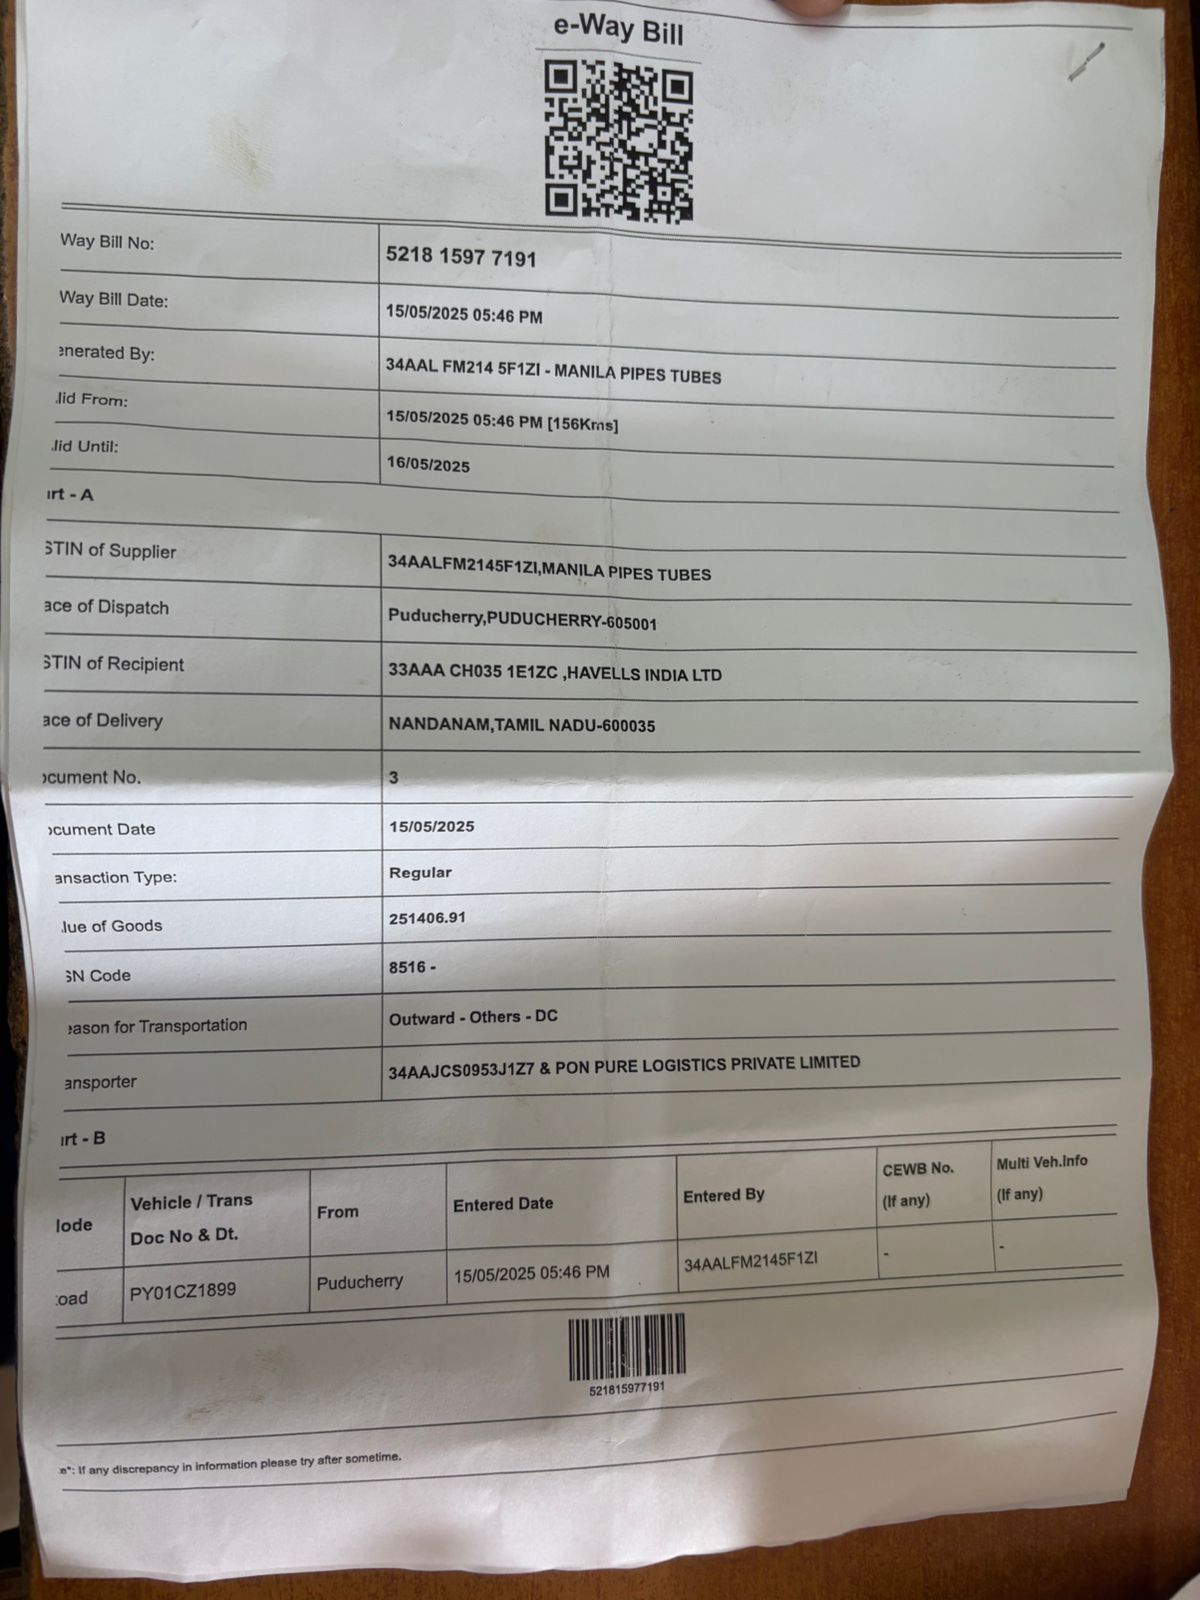 e-Way Bill
Way Bill No: 5218 1597 7191
Way Bill Date: 15/05/2025 05:46 PM
enerated By: 34AAL FM214 5F1ZI - MANILA PIPES TUBES
lid From: 15/05/2025 05:46 PM [156Kms]
lid Until: 16/05/2025
rt - A
STIN of Supplier 34AALFM2145F1ZI,MANILA PIPES TUBES
ace of Dispatch Puducherry,PUDUCHERRY-605001
STIN of Recipient 33AAA CH035 1E1ZC ,HAVELLS INDIA LTD
ace of Delivery NANDANAM,TAMIL NADU-600035
ocument No. 3
ocument Date 15/05/2025
ansaction Type: Regular
lue of Goods 251406.91
SN Code 8516 -
eason for Transportation Outward - Others - DC
ansporter 34AAJCS0953J1Z7 & PON PURE LOGISTICS PRIVATE LIMITED
rt - B
lode Vehicle / Trans Doc No & Dt. From Entered Date Entered By CEWB No. (If any) Multi Veh.Info (If any)
oad PY01CZ1899 Puducherry 15/05/2025 05:46 PM 34AALFM2145F1ZI - -
521815977191
e*: If any discrepancy in information please try after sometime.